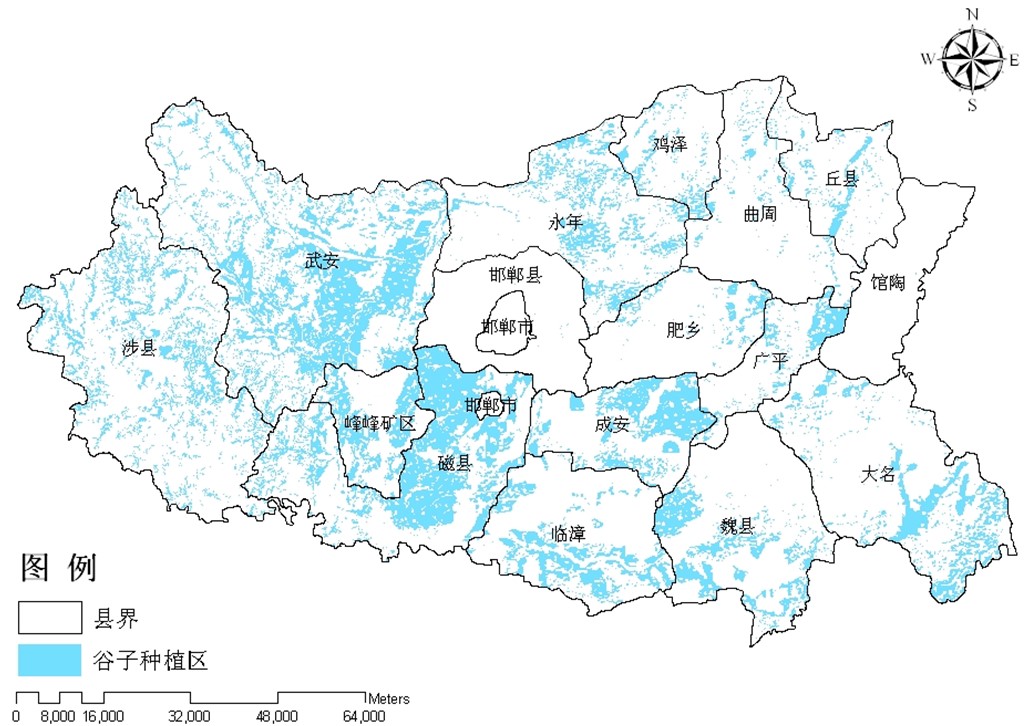 N
W E
S
鸡泽
丘县
曲周
永年
武安
邯郸县
馆陶
邯郸市
肥乡
涉县
广平
邯郸市
峰峰矿区
成安
磁县
大名
魏县
临漳
图 例
县界
谷子种植区
Meters
0 8,000 16,000 32,000 48,000 64,000